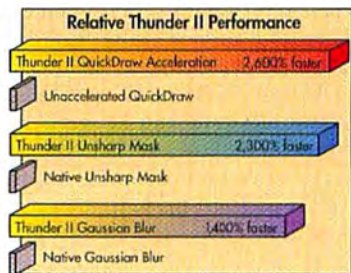 Relative Thunder II Performance
Thunder II QuickDraw Acceleration 2,600% faster
Unaccelerated QuickDraw
Thunder II Unsharp Mask 2,300% faster
Native Unsharp Mask
Thunder II Gaussian Blur 1,400% faster
Native Gaussian Blur